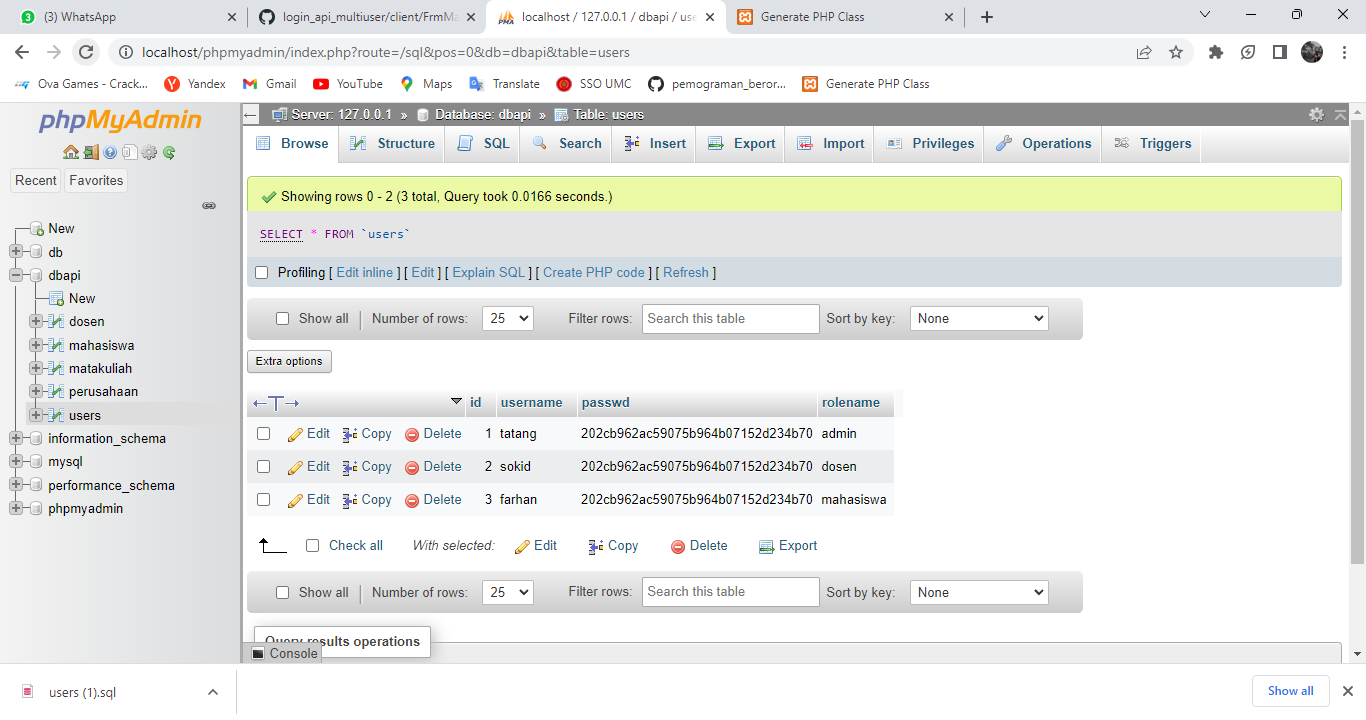 (3) WhatsApp
login_api_multiuser/client/FrmMa
localhost / 127.0.0.1 / dbapi / use
Generate PHP Class
localhost/phpmyadmin/index.php?route=/sql&pos=0&db=dbapi&table=users
Ova Games - Crack...
Yandex
Gmail
YouTube
Maps
Translate
SSO UMC
pemograman_beror...
Generate PHP Class
phpMyAdmin
Recent
Favorites
New
db
dbapi
New
dosen
mahasiswa
matakuliah
perusahaan
users
information_schema
mysql
performance_schema
phpmyadmin
Server: 127.0.0.1 » Database: dbapi » Table: users
Browse Structure SQL Search Insert Export Import Privileges Operations Triggers
Showing rows 0 - 2 (3 total, Query took 0.0166 seconds.)
SELECT * FROM `users`
Profiling [ Edit inline ] [ Edit ] [ Explain SQL ] [ Create PHP code ] [ Refresh ]
Show all Number of rows: 25 Filter rows: Search this table Sort by key: None
Extra options
id username passwd rolename
Edit Copy Delete 1 tatang 202cb962ac59075b964b07152d234b70 admin
Edit Copy Delete 2 sokid 202cb962ac59075b964b07152d234b70 dosen
Edit Copy Delete 3 farhan 202cb962ac59075b964b07152d234b70 mahasiswa
Check all With selected: Edit Copy Delete Export
Show all Number of rows: 25 Filter rows: Search this table Sort by key: None
Query results operations
Console
users (1).sql
Show all